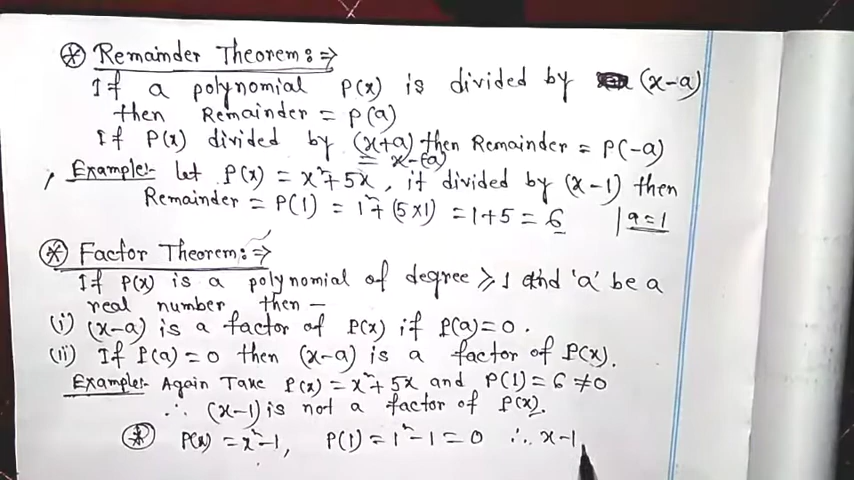 ⊛ Remainder Theorem:⇒
If a polynomial P(x) is divided by (x-a)
then Remainder = P(a)
If P(x) divided by (x+a) then Remainder = P(-a)
= x-(-a)
Example:- Let P(x) = x²+5x, it divided by (x-1) then
Remainder = P(1) = 1²+(5×1) = 1+5 = 6 | a=1
⊛ Factor Theorem:⇒
If P(x) is a polynomial of degree ≥1 and 'a' be a
real number then —
(i) (x-a) is a factor of P(x) if P(a)=0.
(ii) If P(a)=0 then (x-a) is a factor of P(x).
Example:- Again Take P(x) = x²+5x and P(1) = 6 ≠0
∴ (x-1) is not a factor of P(x).
⊛ P(x) = x²-1, P(1) = 1²-1 = 0 ∴ x-1